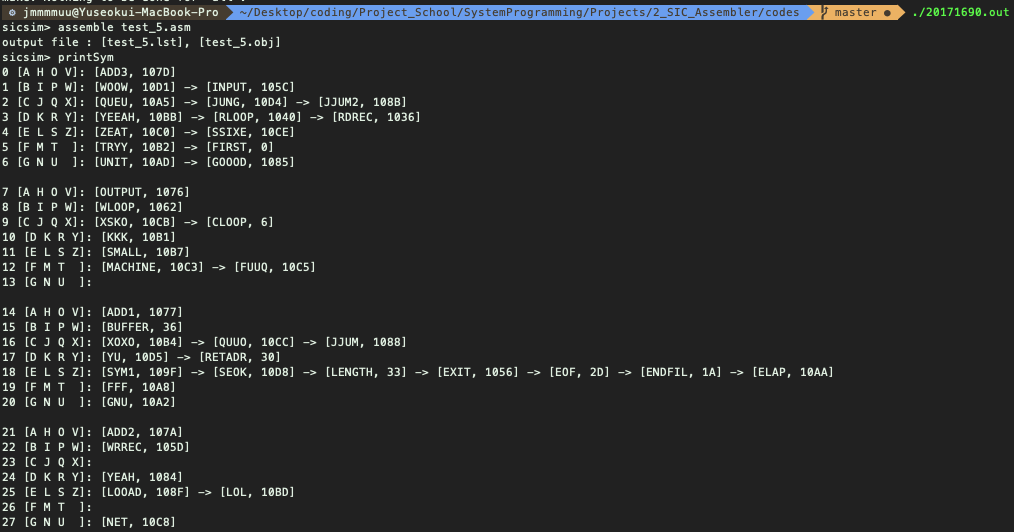 jmmmmuu@Yuseokui-MacBook-Pro ~/Desktop/coding/Project_School/SystemProgramming/Projects/2_SIC_Assembler/codes master ● ./20171690.out
sicsim> assemble test_5.asm
output file : [test_5.lst], [test_5.obj]
sicsim> printSym
0 [A H O V]: [ADD3, 107D]
1 [B I P W]: [WOOW, 10D1] -> [INPUT, 105C]
2 [C J Q X]: [QUEU, 10A5] -> [JUNG, 10D4] -> [JJUM2, 108B]
3 [D K R Y]: [YEEAH, 10BB] -> [RLOOP, 1040] -> [RDREC, 1036]
4 [E L S Z]: [ZEAT, 10C0] -> [SSIXE, 10CE]
5 [F M T  ]: [TRYY, 10B2] -> [FIRST, 0]
6 [G N U  ]: [UNIT, 10AD] -> [GOOOD, 1085]
7 [A H O V]: [OUTPUT, 1076]
8 [B I P W]: [WLOOP, 1062]
9 [C J Q X]: [XSKO, 10CB] -> [CLOOP, 6]
10 [D K R Y]: [KKK, 10B1]
11 [E L S Z]: [SMALL, 10B7]
12 [F M T  ]: [MACHINE, 10C3] -> [FUUQ, 10C5]
13 [G N U  ]:
14 [A H O V]: [ADD1, 1077]
15 [B I P W]: [BUFFER, 36]
16 [C J Q X]: [XOXO, 10B4] -> [QUUO, 10CC] -> [JJUM, 1088]
17 [D K R Y]: [YU, 10D5] -> [RETADR, 30]
18 [E L S Z]: [SYM1, 109F] -> [SEOK, 10D8] -> [LENGTH, 33] -> [EXIT, 1056] -> [EOF, 2D] -> [ENDFIL, 1A] -> [ELAP, 10AA]
19 [F M T  ]: [FFF, 10A8]
20 [G N U  ]: [GNU, 10A2]
21 [A H O V]: [ADD2, 107A]
22 [B I P W]: [WRREC, 105D]
23 [C J Q X]:
24 [D K R Y]: [YEAH, 1084]
25 [E L S Z]: [LOOAD, 108F] -> [LOL, 10BD]
26 [F M T  ]:
27 [G N U  ]: [NET, 10C8]